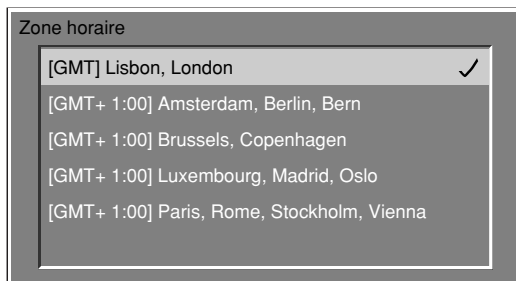 Zone horaire
[GMT] Lisbon, London
[GMT+ 1:00] Amsterdam, Berlin, Bern
[GMT+ 1:00] Brussels, Copenhagen
[GMT+ 1:00] Luxembourg, Madrid, Oslo
[GMT+ 1:00] Paris, Rome, Stockholm, Vienna